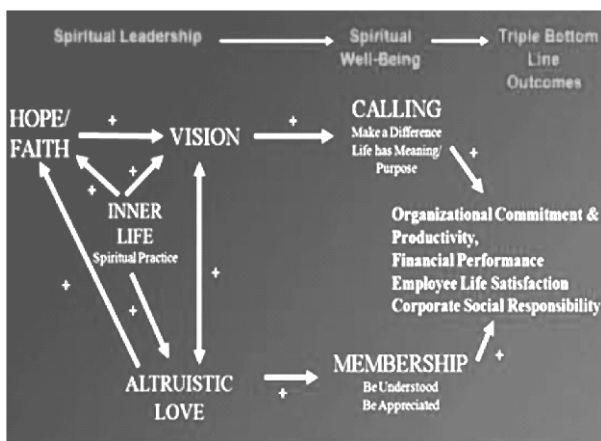 Spiritual Leadership
Spiritual
Well-Being
Triple Bottom
Line
Outcomes
HOPE/
FAITH
+
VISION
+
CALLING
Make a Difference
Life has Meaning/
Purpose
+
+
+
INNER
LIFE
Spiritual Practice
Organizational Commitment &
Productivity,
Financial Performance
Employee Life Satisfaction
Corporate Social Responsibility
+
+
+
ALTRUISTIC
LOVE
+
MEMBERSHIP
Be Understood
Be Appreciated
+